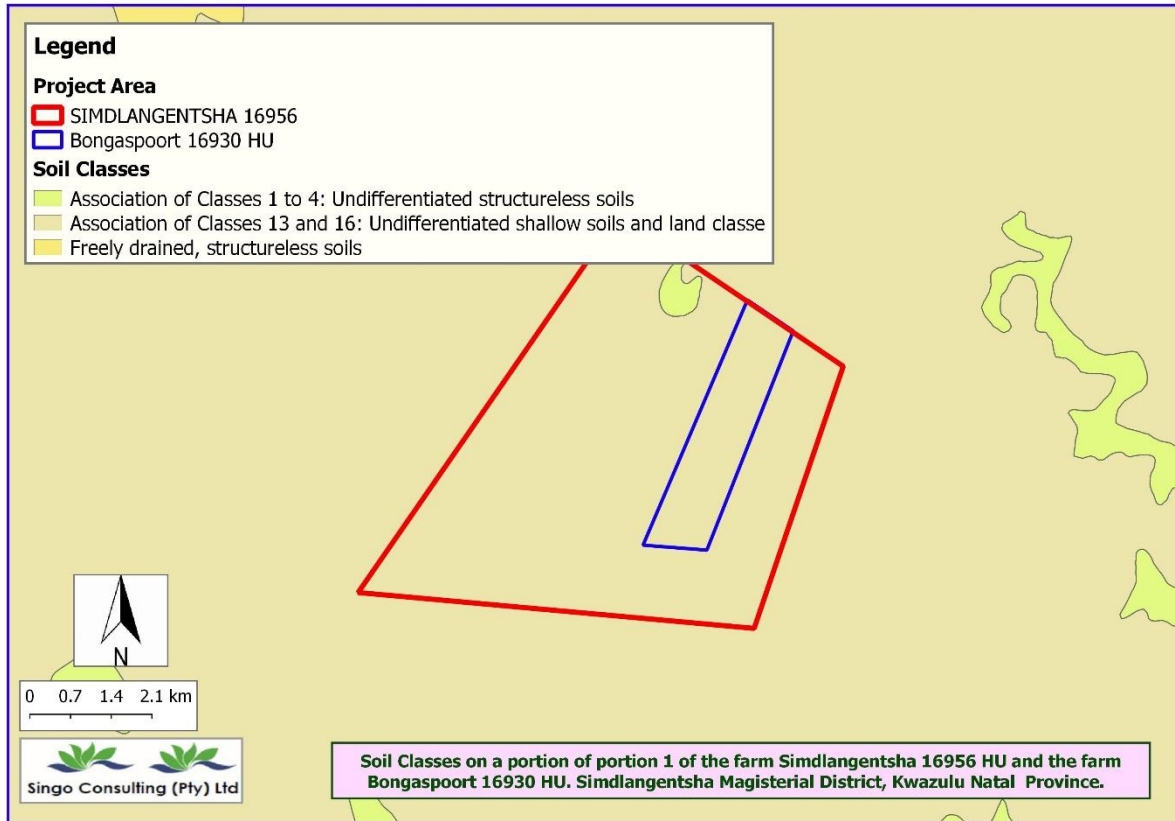 Legend
Project Area
SIMDLANGENTSHA 16956
Bongaspoort 16930 HU
Soil Classes
Association of Classes 1 to 4: Undifferentiated structureless soils
Association of Classes 13 and 16: Undifferentiated shallow soils and land classe
Freely drained, structureless soils
N
0 0.7 1.4 2.1 km
Singo Consulting (Pty) Ltd
Soil Classes on a portion of portion 1 of the farm Simdlangentsha 16956 HU and the farm
Bongaspoort 16930 HU. Simdlangentsha Magisterial District, Kwazulu Natal Province.